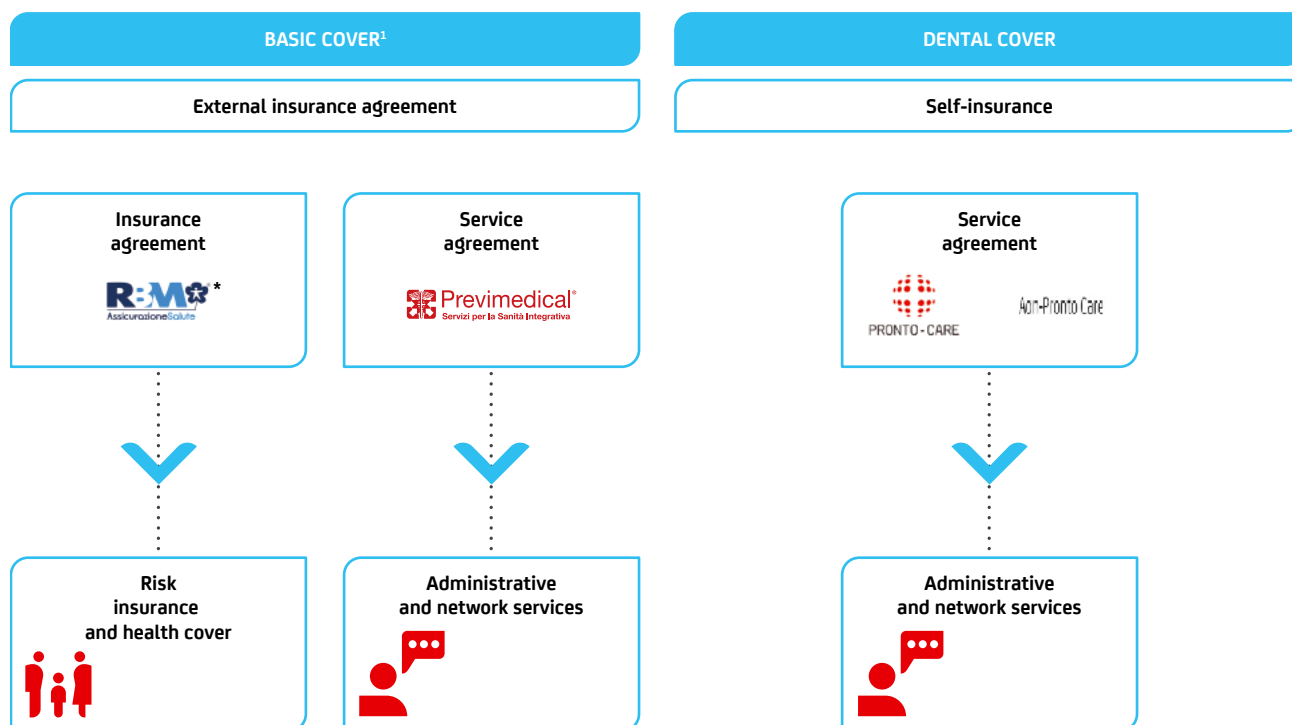 BASIC COVER¹
DENTAL COVER
External insurance agreement
Self-insurance
Insurance
agreement
RBM *
AssicurazioneSalute
Service
agreement
Previmedical®
Servizi per la Sanità Integrativa
Service
agreement
PRONTO-CARE
Aon-Pronto Care
Risk
insurance
and health cover
Administrative
and network services
Administrative
and network services